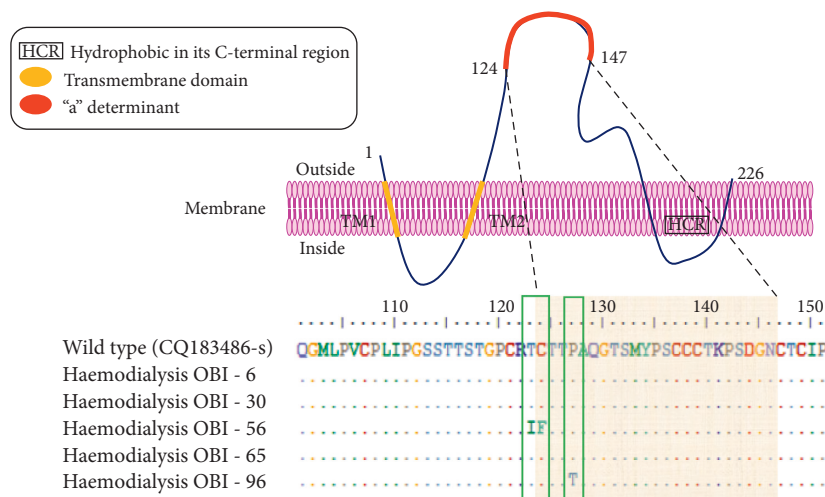 HCR Hydrophobic in its C-terminal region
Transmembrane domain
"a" determinant
124
147
1
226
Outside
Membrane
TM1
TM2
HCR
Inside
110 120 130 140 150
Wild type (CQ183486-s) QGMLPVCPLIPGSSTTSTGPCRTCTTPAQGTSMYPSCCCTKPSDGNCTCIP
Haemodialysis OBI - 6
Haemodialysis OBI - 30
Haemodialysis OBI - 56 IF
Haemodialysis OBI - 65
Haemodialysis OBI - 96 T